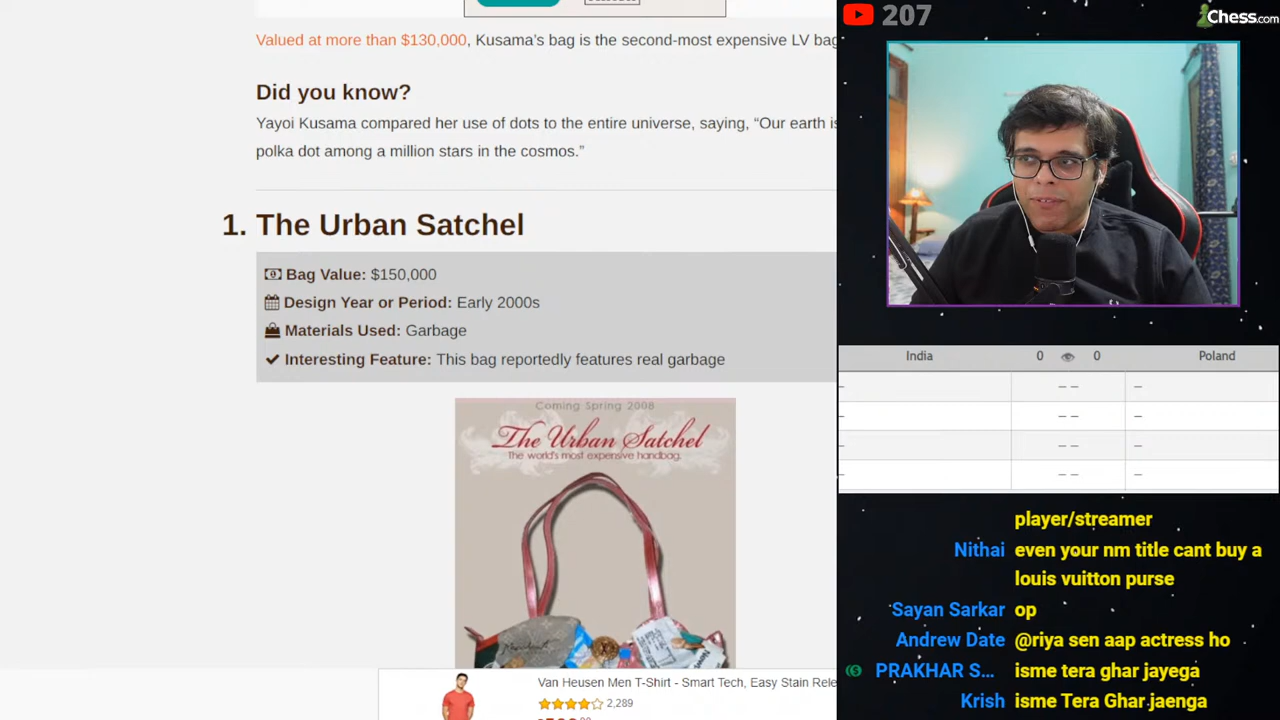 Valued at more than $130,000, Kusama's bag is the second-most expensive LV bag
Did you know?
Yayoi Kusama compared her use of dots to the entire universe, saying, “Our earth is
polka dot among a million stars in the cosmos.”
1. The Urban Satchel
Bag Value: $150,000
Design Year or Period: Early 2000s
Materials Used: Garbage
Interesting Feature: This bag reportedly features real garbage
Coming Spring 2008
The Urban Satchel
The world's most expensive handbag.
Van Heusen Men T-Shirt - Smart Tech, Easy Stain Rele
2,289
207
Chess.com
India 0 0 Poland
– – – –
– – – –
– – – –
– – – –
player/streamer
Nithai even your nm title cant buy a
louis vuitton purse
Sayan Sarkar op
Andrew Date @riya sen aap actress ho
PRAKHAR S... isme tera ghar jayega
Krish isme Tera Ghar jaenga